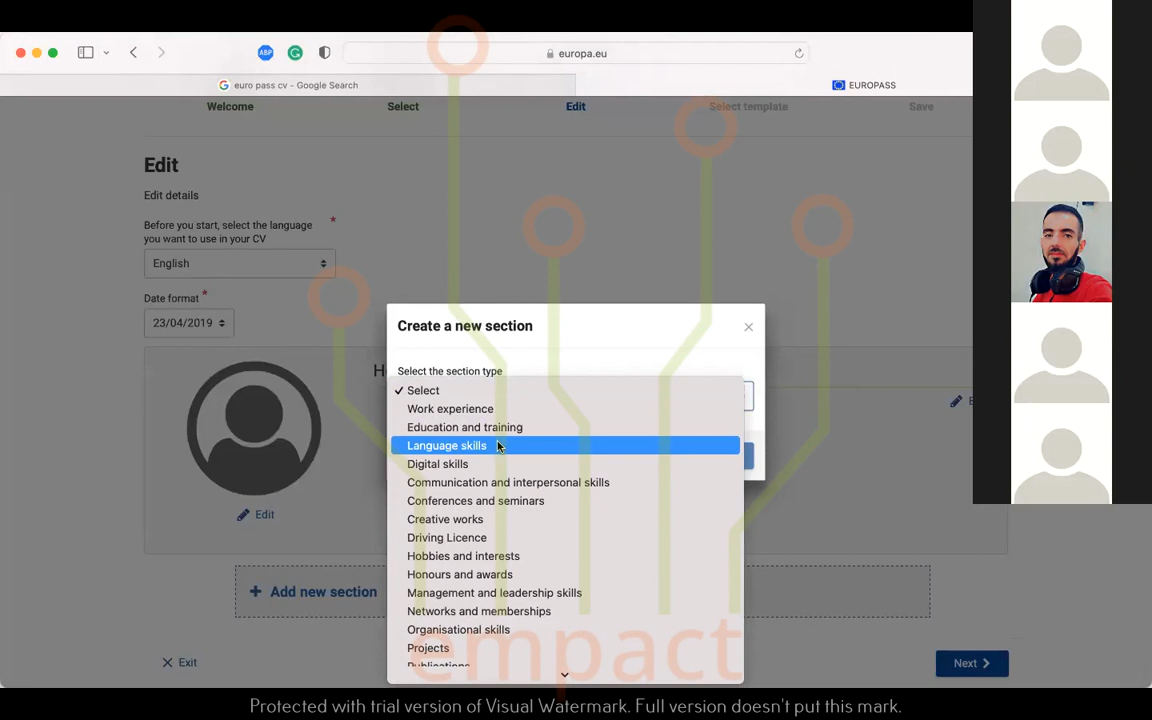 ABP
europa.eu
euro pass cv - Google Search
EUROPASS
Welcome
Select
Edit
Select template
Save
Edit
Edit details
Before you start, select the language
you want to use in your CV
*
English
Date format *
23/04/2019
Create a new section
Select the section type
✓ Select
Work experience
Education and training
Language skills
Digital skills
Communication and interpersonal skills
Conferences and seminars
Creative works
Driving Licence
Hobbies and interests
Honours and awards
Management and leadership skills
Networks and memberships
Organisational skills
Projects
Publications
Edit
+ Add new section
Exit
Next
empact
Protected with trial version of Visual Watermark. Full version doesn't put this mark.